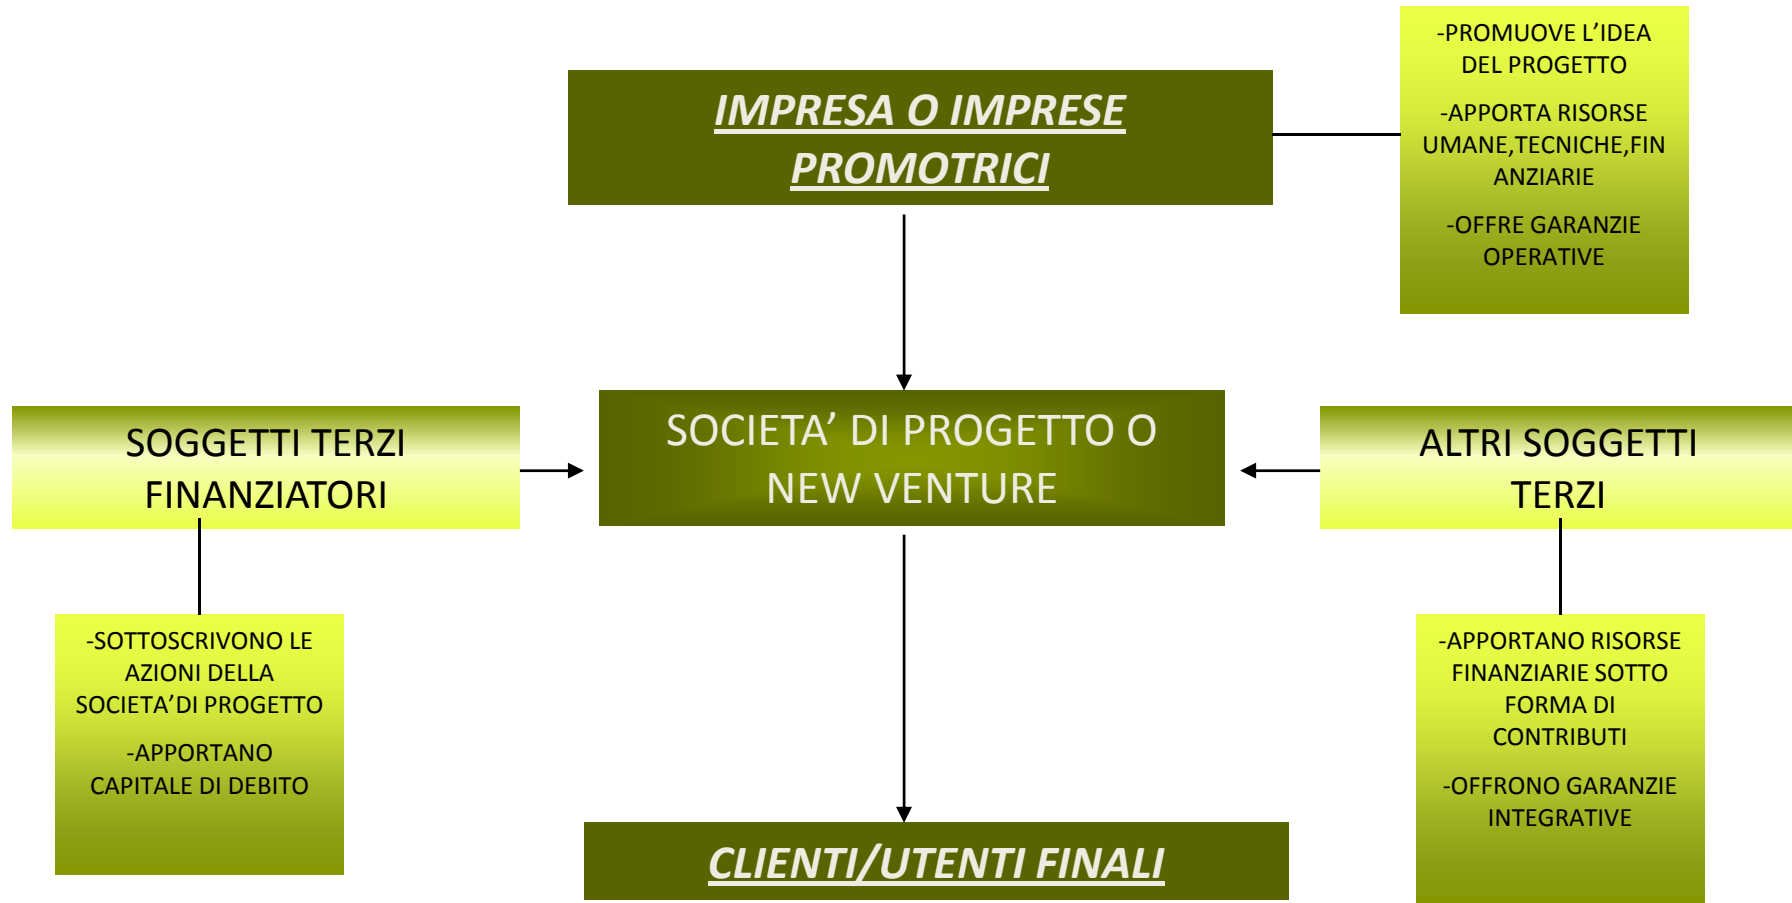 -PROMUOVE L’IDEA
DEL PROGETTO
-APPORTA RISORSE
UMANE,TECNICHE,FIN
ANZIARIE
-OFFRE GARANZIE
OPERATIVE
IMPRESA O IMPRESE
PROMOTRICI
SOGGETTI TERZI
FINANZIATORI
SOCIETA’ DI PROGETTO O
NEW VENTURE
ALTRI SOGGETTI
TERZI
-SOTTOSCRIVONO LE
AZIONI DELLA
SOCIETA’DI PROGETTO
-APPORTANO
CAPITALE DI DEBITO
-APPORTANO RISORSE
FINANZIARIE SOTTO
FORMA DI
CONTRIBUTI
-OFFRONO GARANZIE
INTEGRATIVE
CLIENTI/UTENTI FINALI